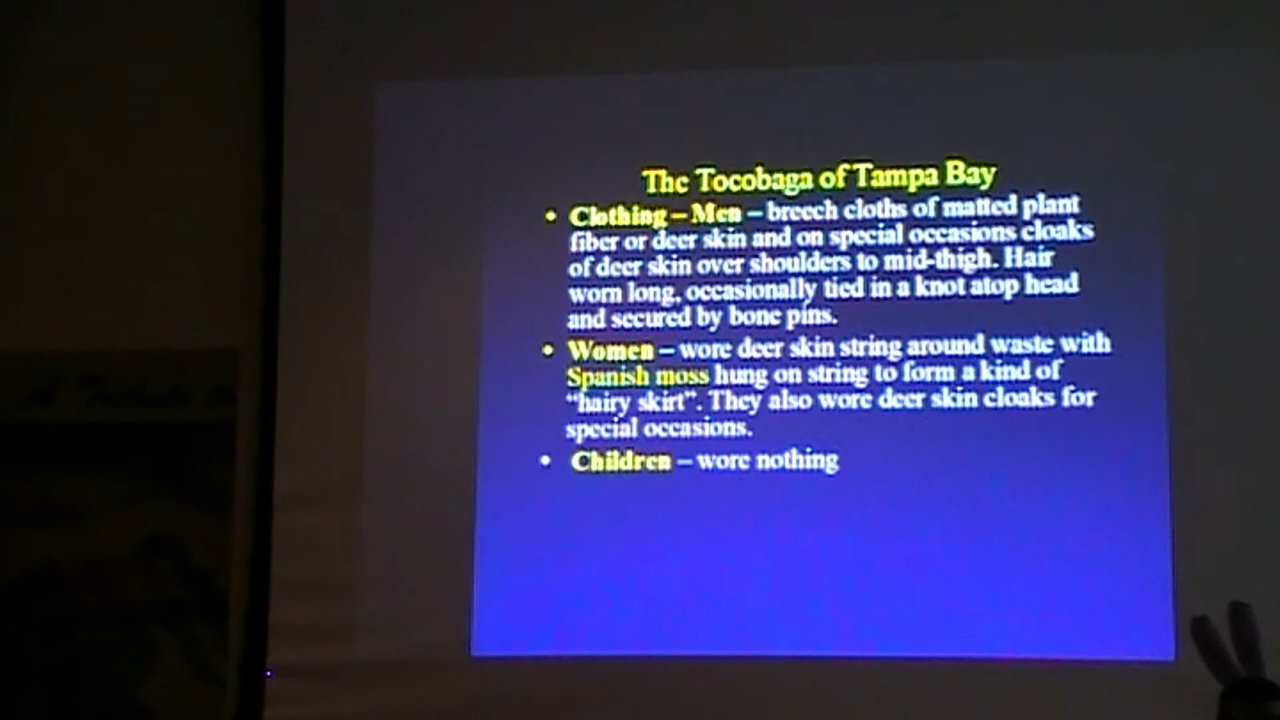 The Tocobaga of Tampa Bay
• Clothing – Men – breech cloths of matted plant
fiber or deer skin and on special occasions cloaks
of deer skin over shoulders to mid-thigh. Hair
worn long, occasionally tied in a knot atop head
and secured by bone pins.
• Women – wore deer skin string around waste with
Spanish moss hung on string to form a kind of
“hairy skirt”. They also wore deer skin cloaks for
special occasions.
• Children – wore nothing